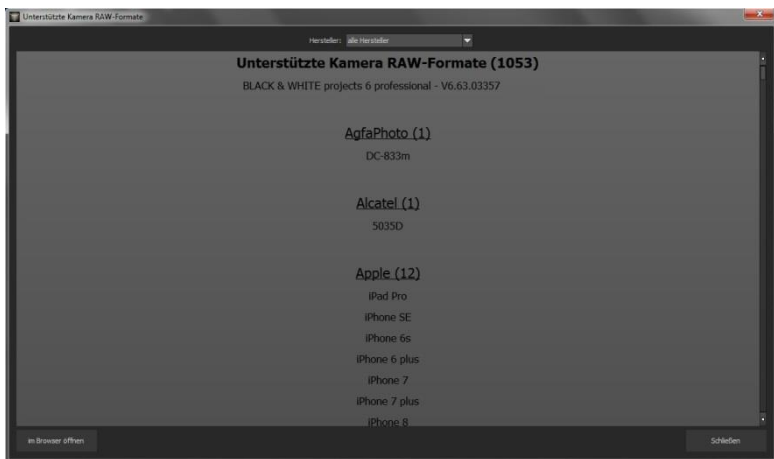 Unterstützte Kamera RAW-Formate
Hersteller: alle Hersteller
Unterstützte Kamera RAW-Formate (1053)
BLACK & WHITE projects 6 professional - V6.63.03357
AgfaPhoto (1)
DC-833m
Alcatel (1)
5035D
Apple (12)
iPad Pro
iPhone SE
iPhone 6s
iPhone 6 plus
iPhone 7
iPhone 7 plus
iPhone 8
im Browser öffnen
Schließen